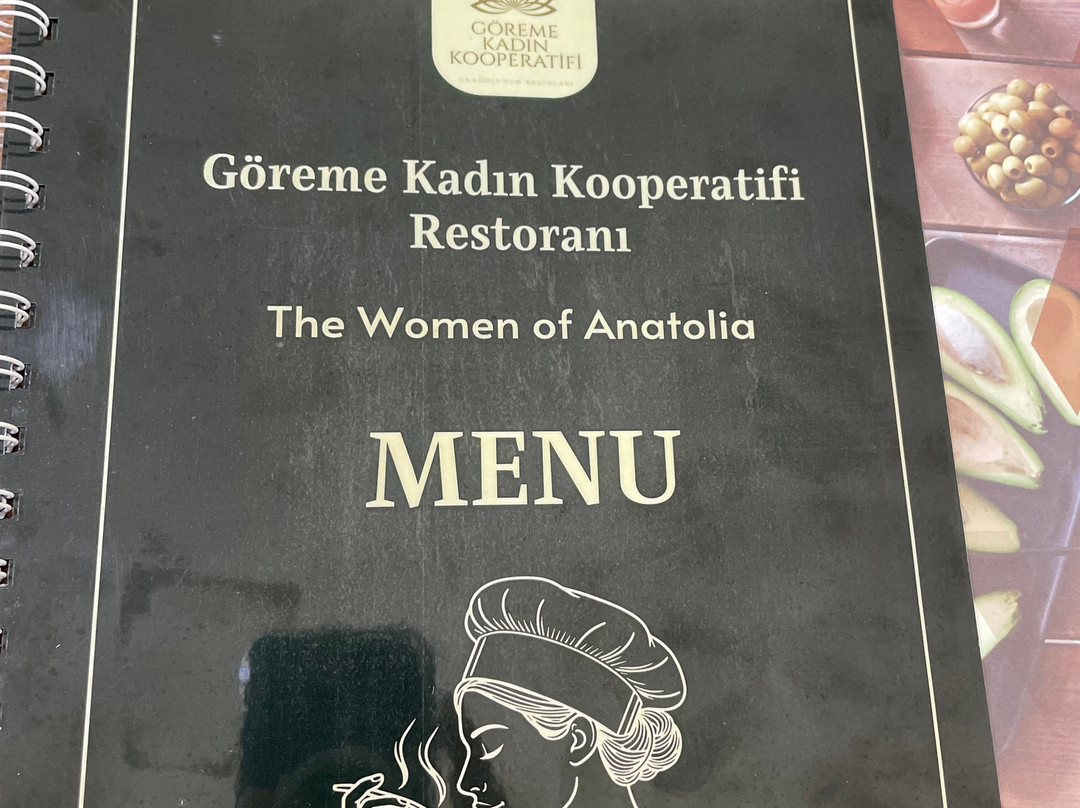 GÖREME
KADIN
KOOPERATİFİ
Göreme Kadın Kooperatifi
Restoranı
The Women of Anatolia
MENU